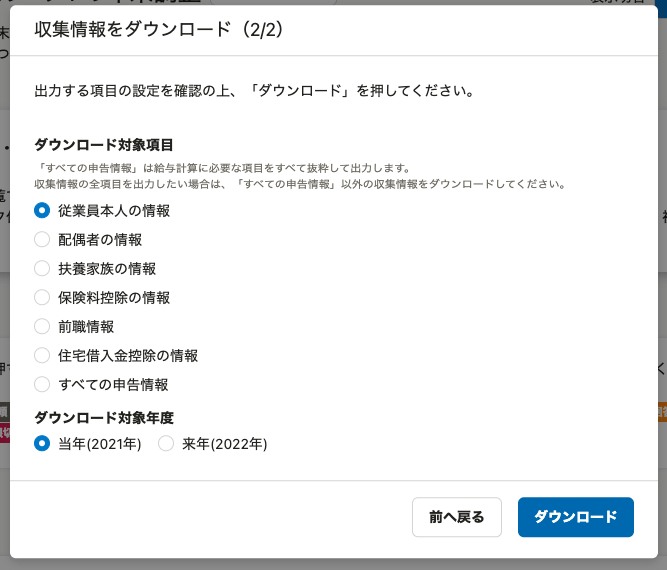 収集情報をダウンロード（2/2）
出力する項目の設定を確認の上、「ダウンロード」を押してください。
ダウンロード対象項目
「すべての申告情報」は給与計算に必要な項目をすべて抜粋して出力します。
収集情報の全項目を出力したい場合は、「すべての申告情報」以外の収集情報をダウンロードしてください。
従業員本人の情報
配偶者の情報
扶養家族の情報
保険料控除の情報
前職情報
住宅借入金控除の情報
すべての申告情報
ダウンロード対象年度
当年(2021年) 来年(2022年)
前へ戻る ダウンロード